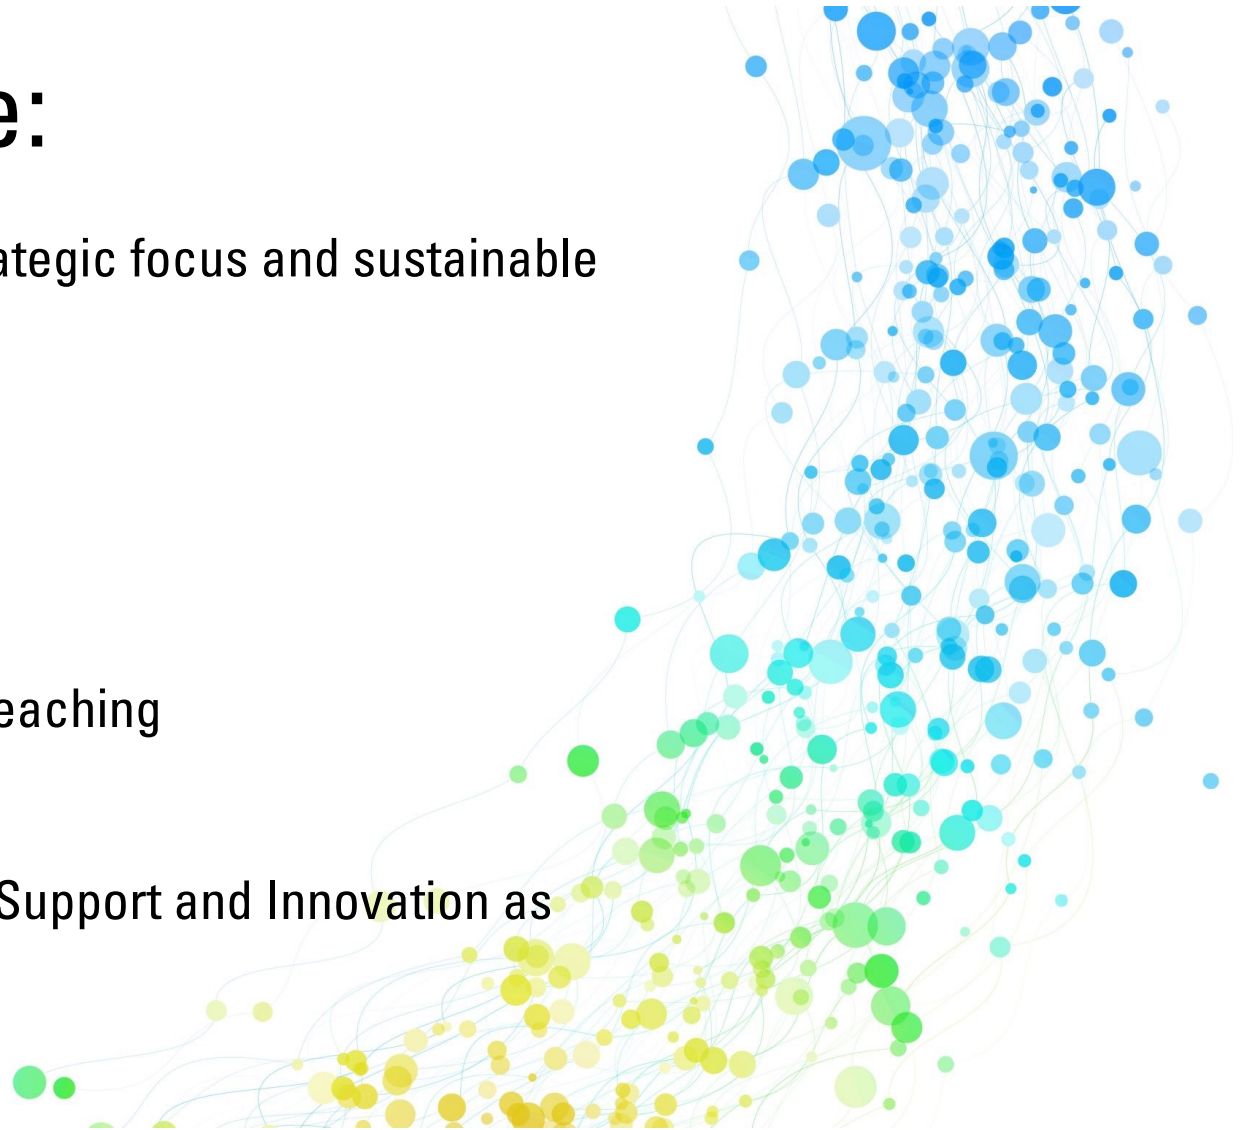 e:
ategic focus and sustainable
eaching
Support and Innovation as